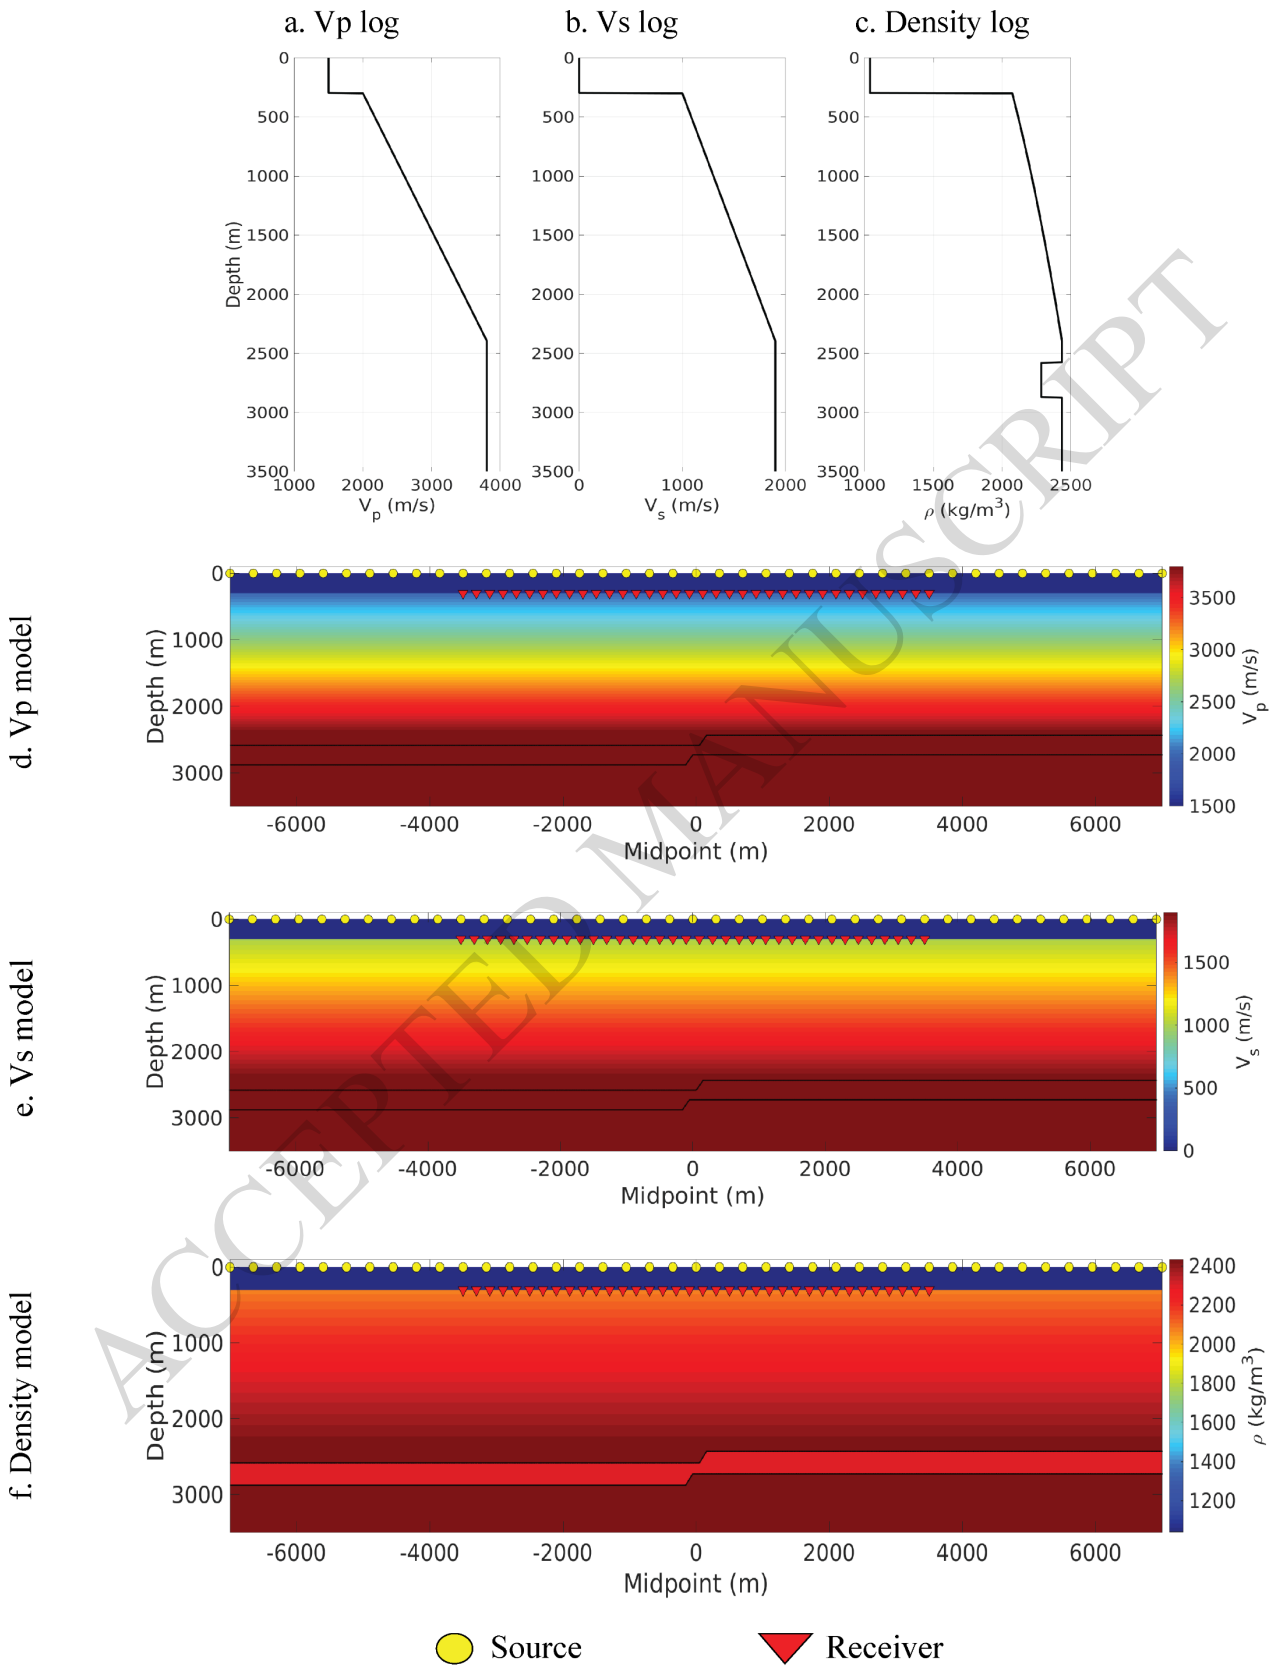 a. Vp log
b. Vs log
c. Density log
0
500
1000
1500
2000
2500
3000
3500
1000 2000 3000 4000
Depth (m)
Vp (m/s)
0
500
1000
1500
2000
2500
3000
3500
0 1000 2000
Vs (m/s)
0
500
1000
1500
2000
2500
3000
3500
1000 1500 2000 2500
ρ (kg/m³)
d. Vp model
Depth (m)
0
1000
2000
3000
-6000 -4000 -2000 0 2000 4000 6000
Midpoint (m)
3500
3000
2500
2000
1500
Vp (m/s)
e. Vs model
Depth (m)
0
1000
2000
3000
-6000 -4000 -2000 0 2000 4000 6000
Midpoint (m)
1500
1000
500
0
Vs (m/s)
f. Density model
Depth (m)
0
1000
2000
3000
-6000 -4000 -2000 0 2000 4000 6000
Midpoint (m)
2400
2200
2000
1800
1600
1400
1200
ρ (kg/m³)
Source
Receiver
ACCEPTED MANUSCRIPT